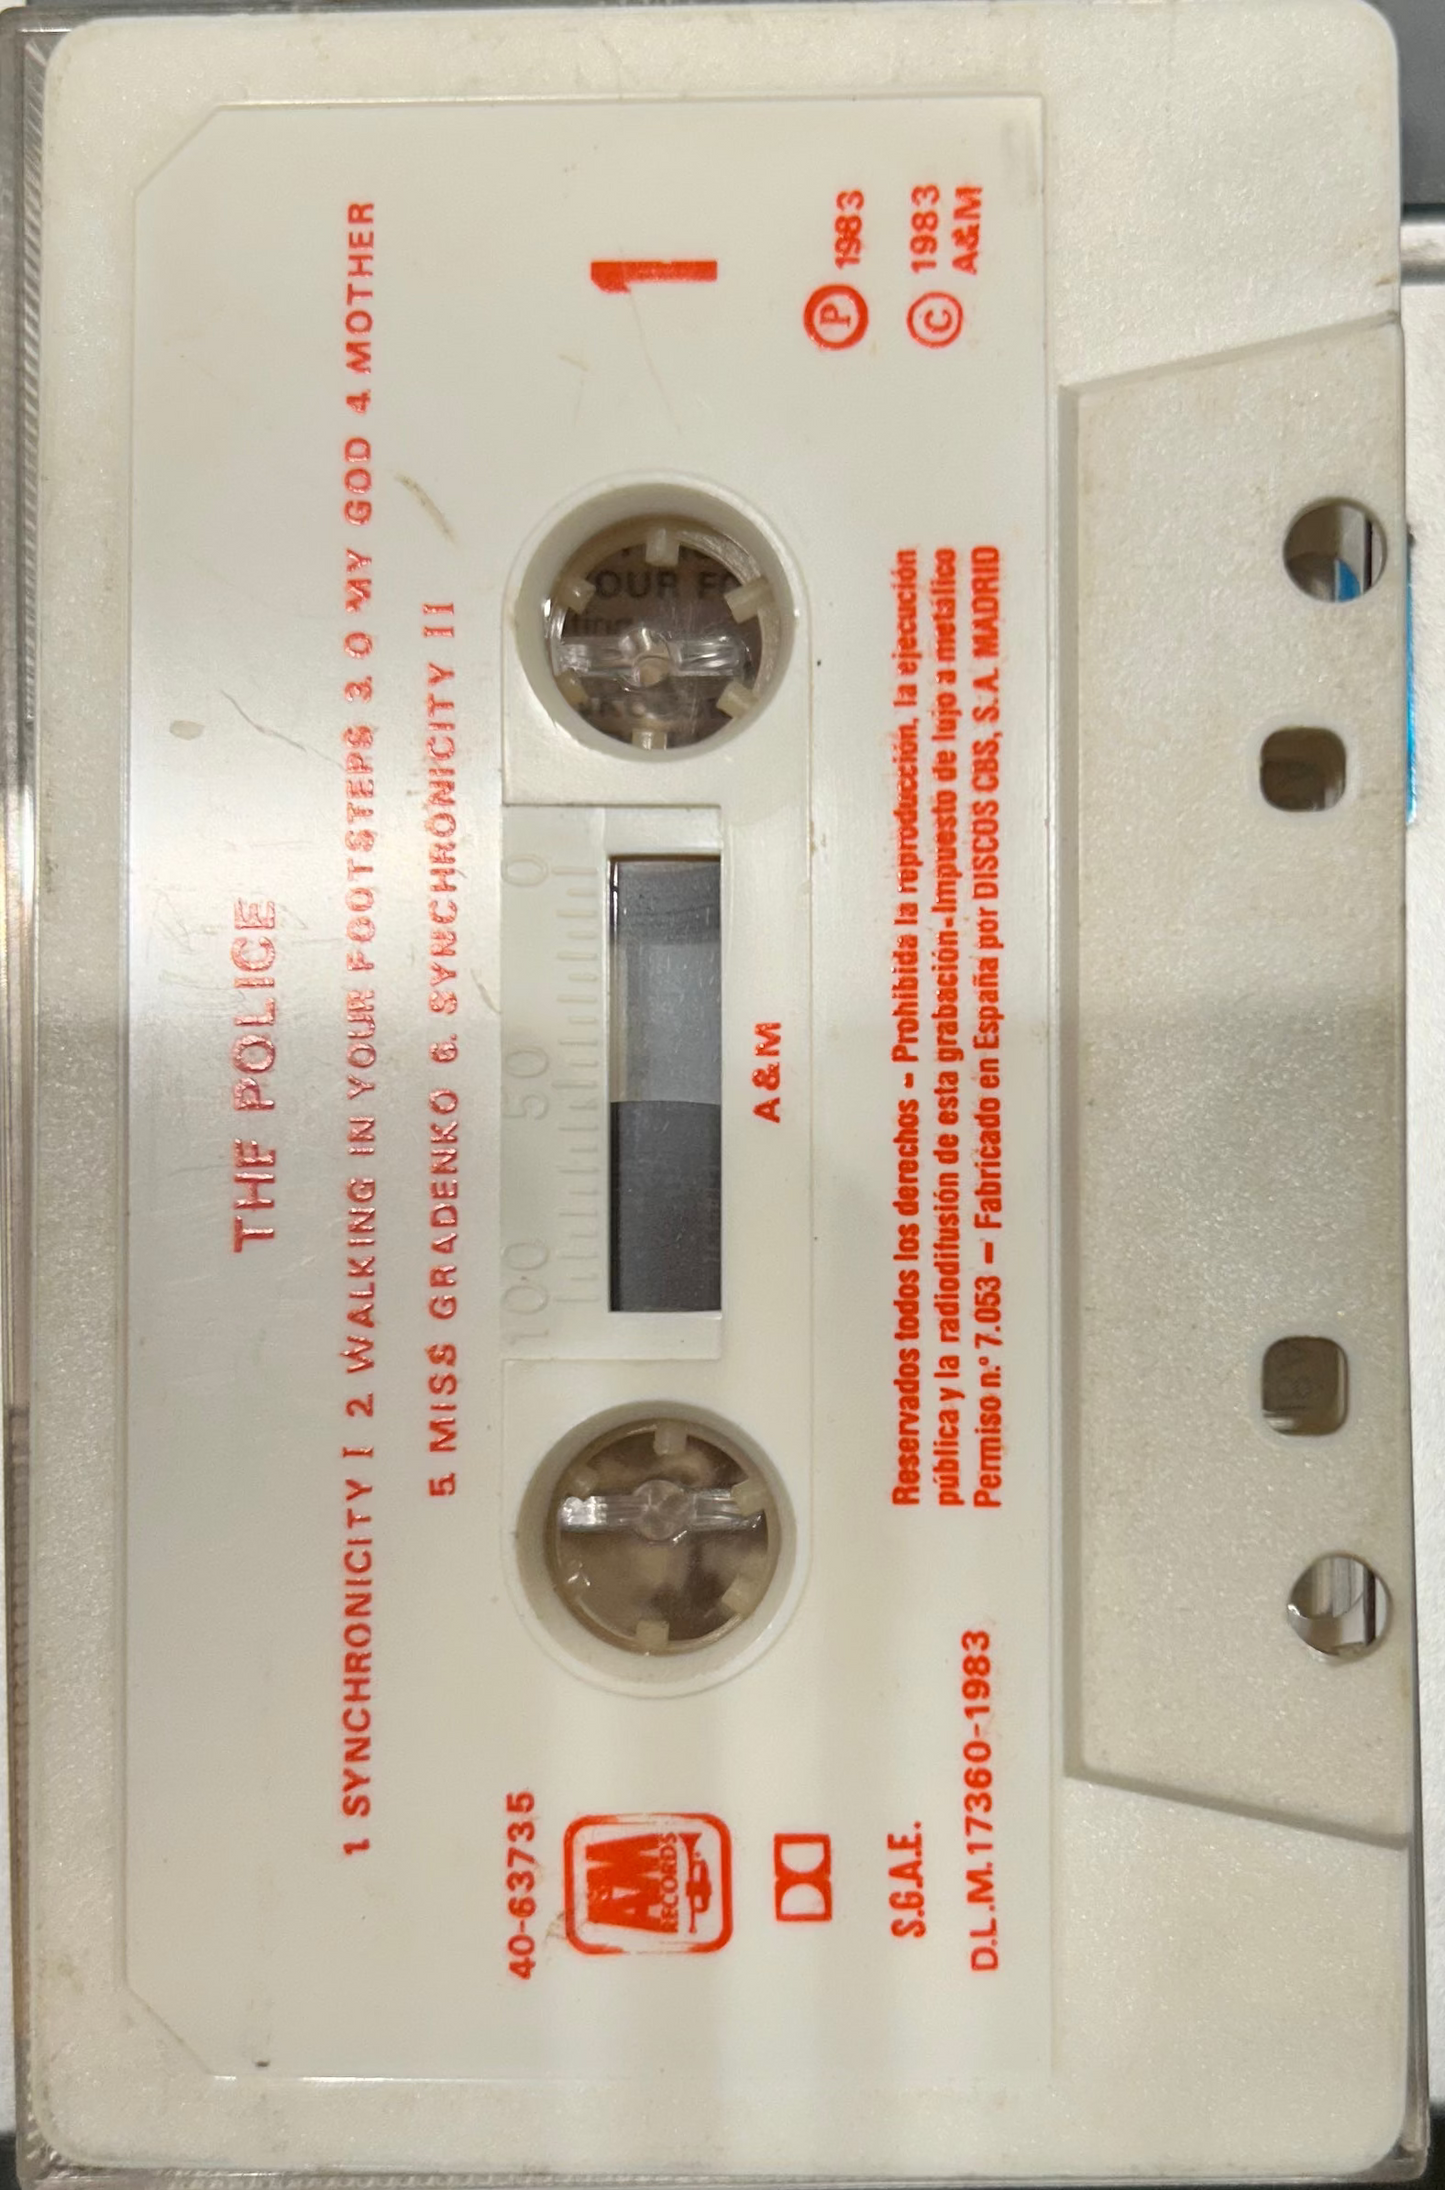 THE POLICE
1 SYNCHRONICITY I 2. WALKING IN YOUR FOOTSTEPS 3. O MY GOD 4 MOTHER
5. MISS GRADENKO 6. SYNCHRONICITY II
40-63735
1
100 50 0
A&M
RECORDS
A&M
P 1983
C 1983
A&M
S.G.A.E.
D.L.M. 17360-1983
Reservados todos los derechos - Prohibida la reproducción, la ejecución
pública y la radiodifusión de esta grabación-Impuesto de lujo a metálico
Permiso n.º 7.053 - Fabricado en España por DISCOS CBS, S.A. MADRID
OUR